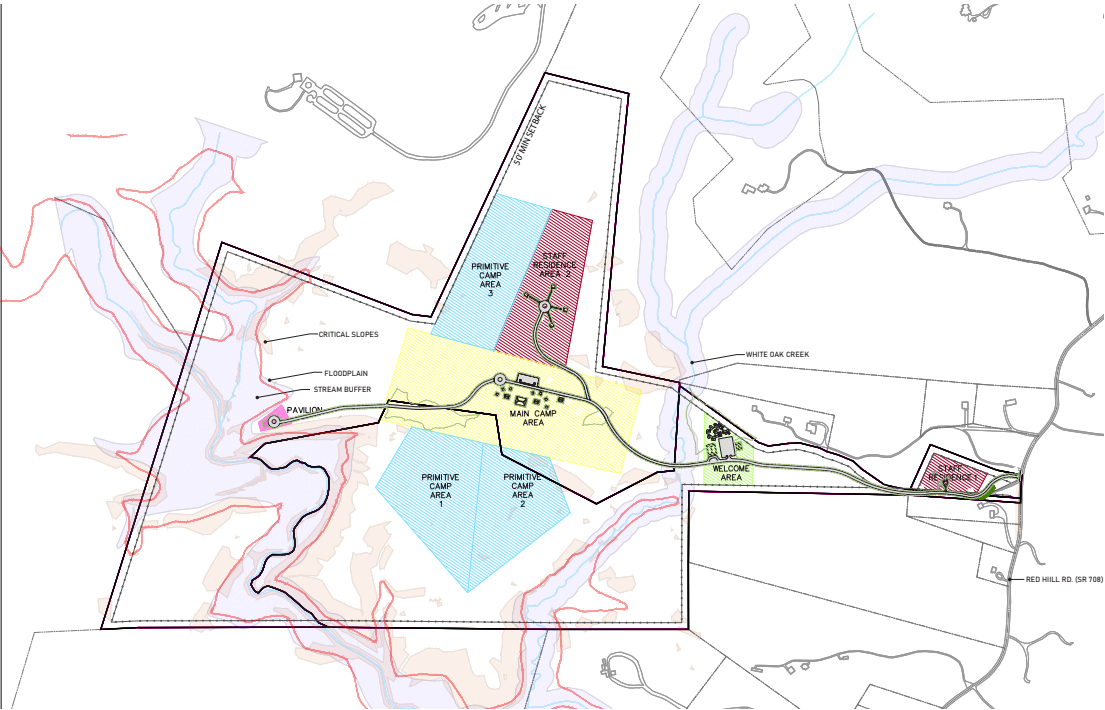 50' MIN SETBACK
STAFF
RESIDENCE
AREA 2
PRIMITIVE
CAMP
AREA
3
CRITICAL SLOPES
FLOODPLAIN
STREAM BUFFER
PAVILION
WHITE OAK CREEK
MAIN CAMP
AREA
WELCOME
AREA
STAFF
RESIDENCE 1
PRIMITIVE
CAMP
AREA
1
PRIMITIVE
CAMP
AREA
2
RED HIILL RD. (SR 708)